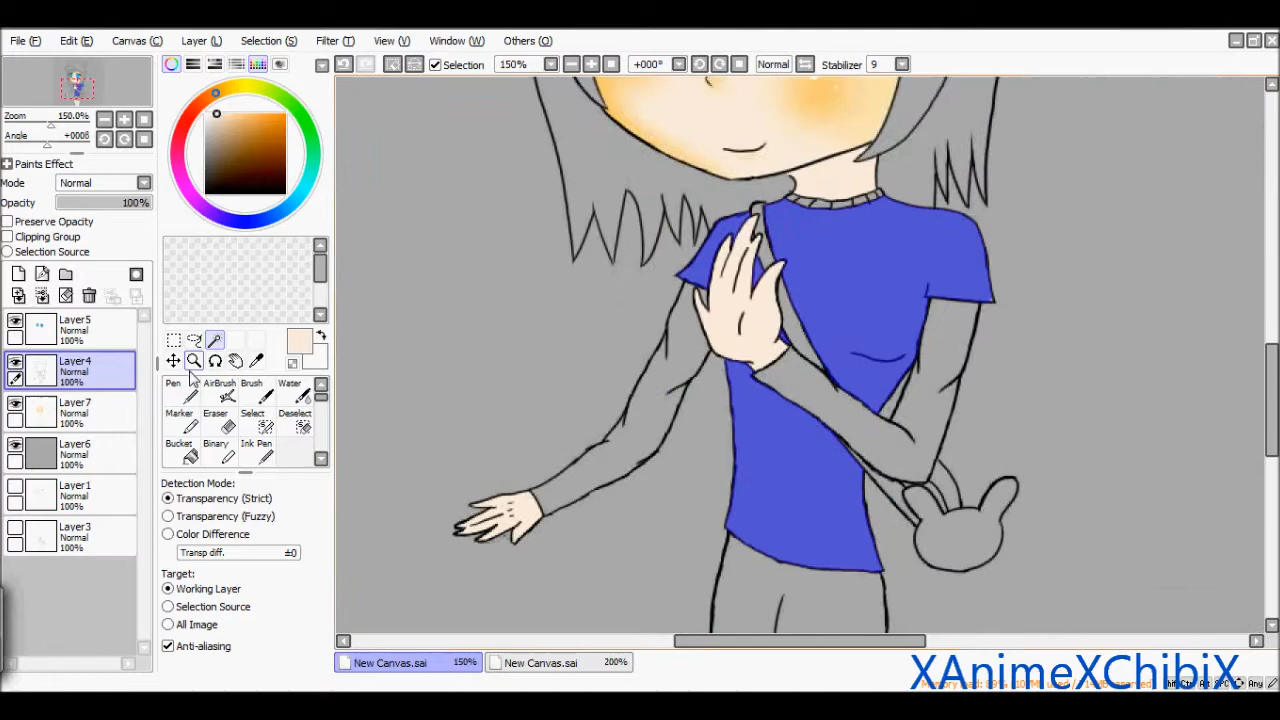 File (F) Edit (E) Canvas (C) Layer (L) Selection (S) Filter (T) View (V) Window (W) Others (O)
Selection 150% +000° Normal Stabilizer 9
Zoom 150.0%
Angle
Paints Effect
Mode Normal
Opacity 100%
Preserve Opacity
Clipping Group
Selection Source
Layer5
Normal
100%
Layer4
Normal
100%
Layer7
Normal
100%
Layer6
Normal
100%
Layer1
Normal
100%
Layer3
Normal
100%
Pen AirBrush Brush Water
Marker Eraser Select Deselect
Bucket Binary Ink Pen
Detection Mode:
Transparency (Strict)
Transparency (Fuzzy)
Color Difference
Transp diff. ±0
Target:
Working Layer
Selection Source
All Image
Anti-aliasing
New Canvas.sai 150% New Canvas.sai 200%
XAnimeXChibiX